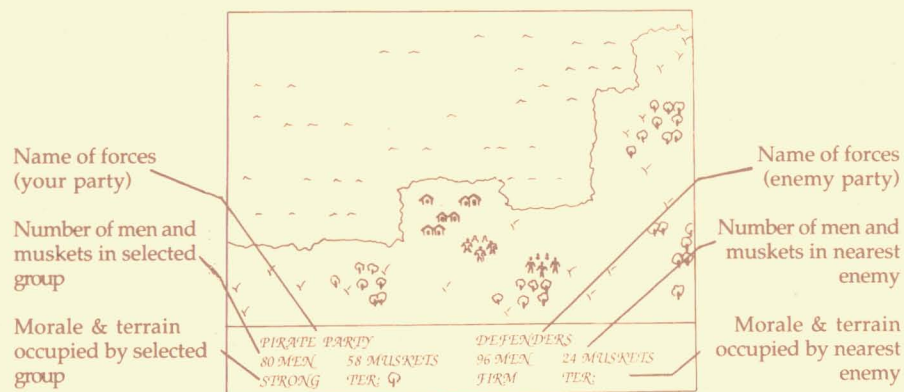 Name of forces
(your party)
Number of men and
muskets in selected
group
Morale & terrain
occupied by selected
group
PIRATE PARTY
80 MEN 58 MUSKETS
STRONG TER:
DEFENDERS
96 MEN 24 MUSKETS
FIRM TER:
Name of forces
(enemy party)
Number of men and
muskets in nearest
enemy
Morale & terrain
occupied by nearest
enemy